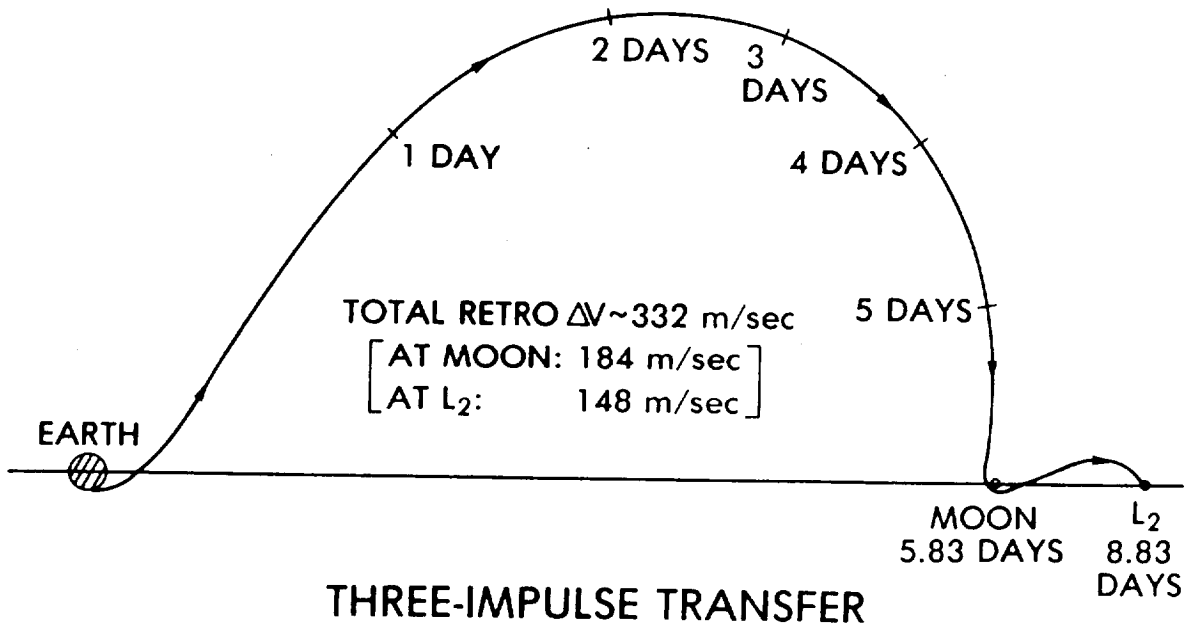 2 DAYS
3
DAYS
1 DAY
4 DAYS
5 DAYS
TOTAL RETRO ΔV~332 m/sec
[AT MOON: 184 m/sec
AT L₂: 148 m/sec]
EARTH
MOON
5.83 DAYS
L₂
8.83
DAYS
THREE-IMPULSE TRANSFER